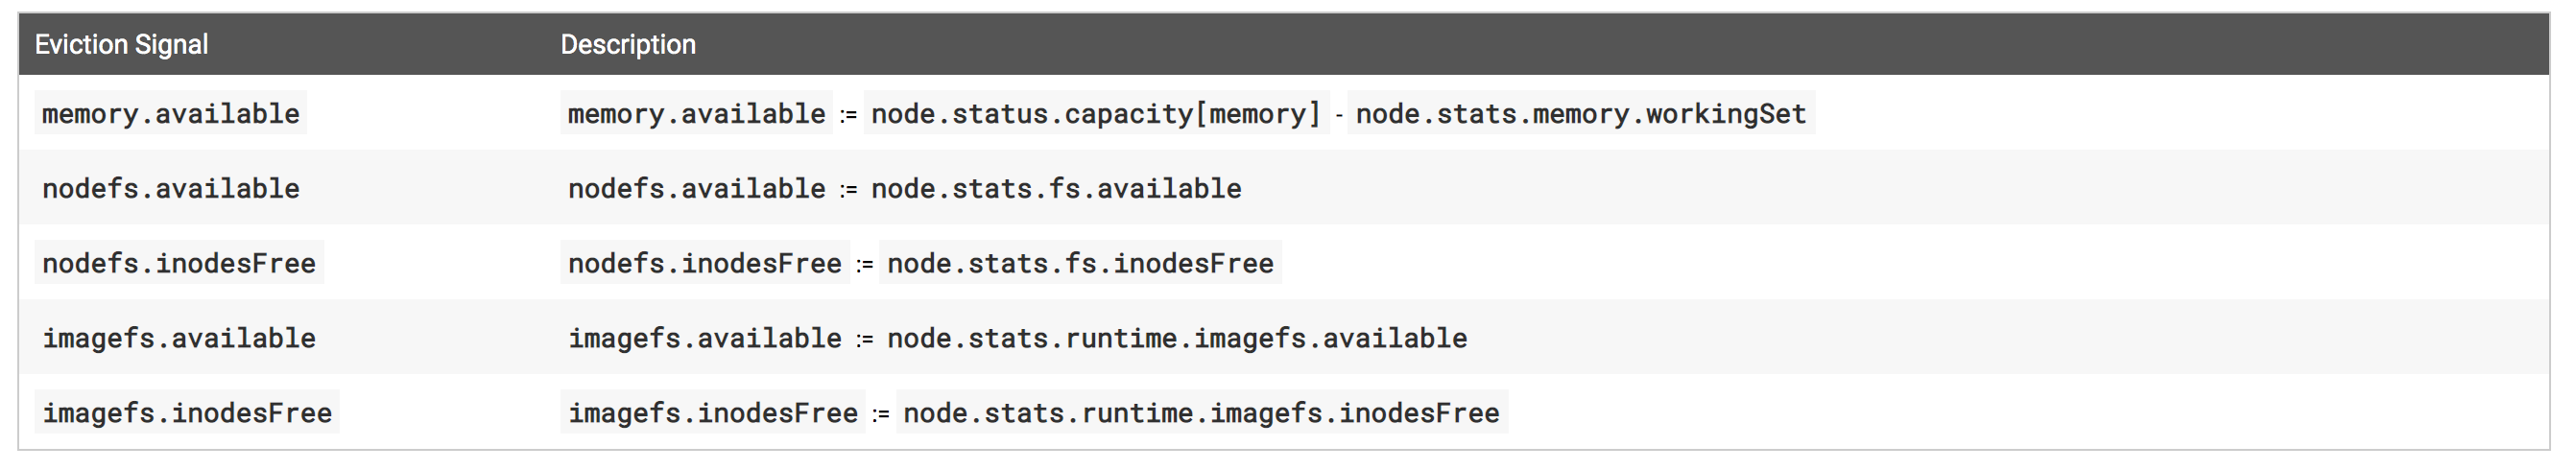 Eviction Signal Description
memory.available memory.available := node.status.capacity[memory] - node.stats.memory.workingSet
nodefs.available nodefs.available := node.stats.fs.available
nodefs.inodesFree nodefs.inodesFree := node.stats.fs.inodesFree
imagefs.available imagefs.available := node.stats.runtime.imagefs.available
imagefs.inodesFree imagefs.inodesFree := node.stats.runtime.imagefs.inodesFree